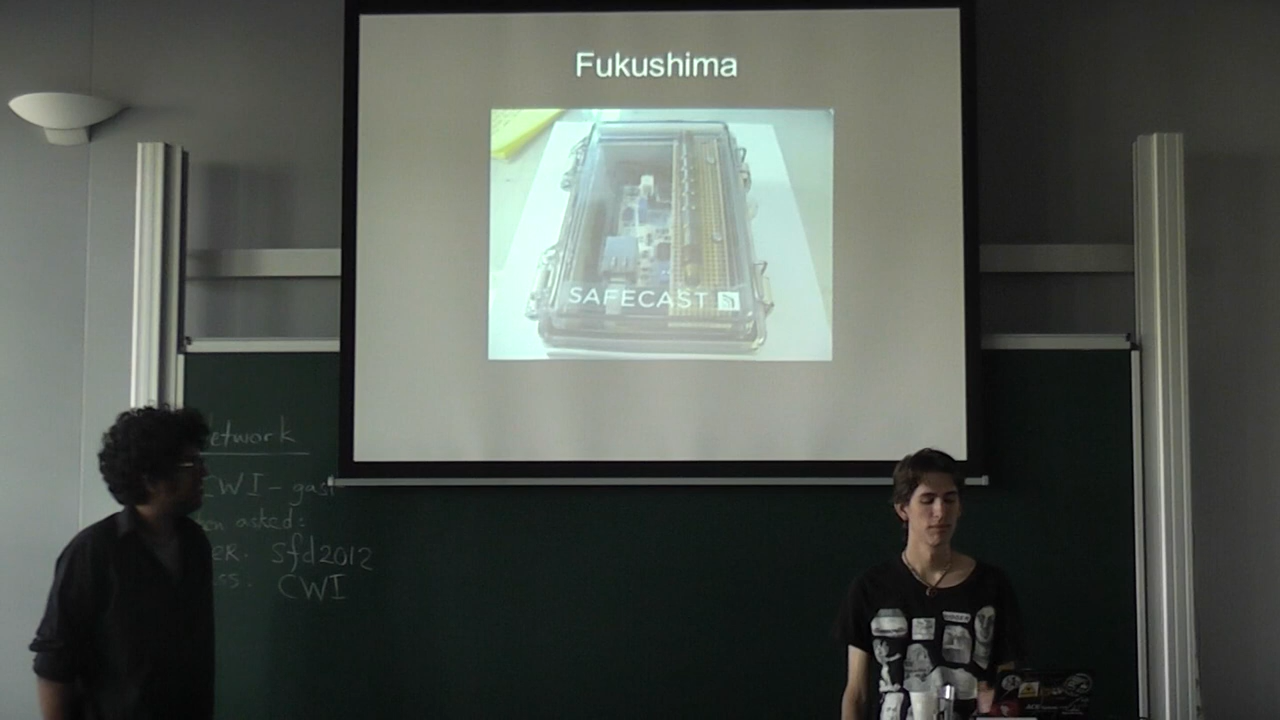 Fukushima
SAFECAST
etwork
CWI - gast
en asked:
ER. Sfd2012
ss. CWI